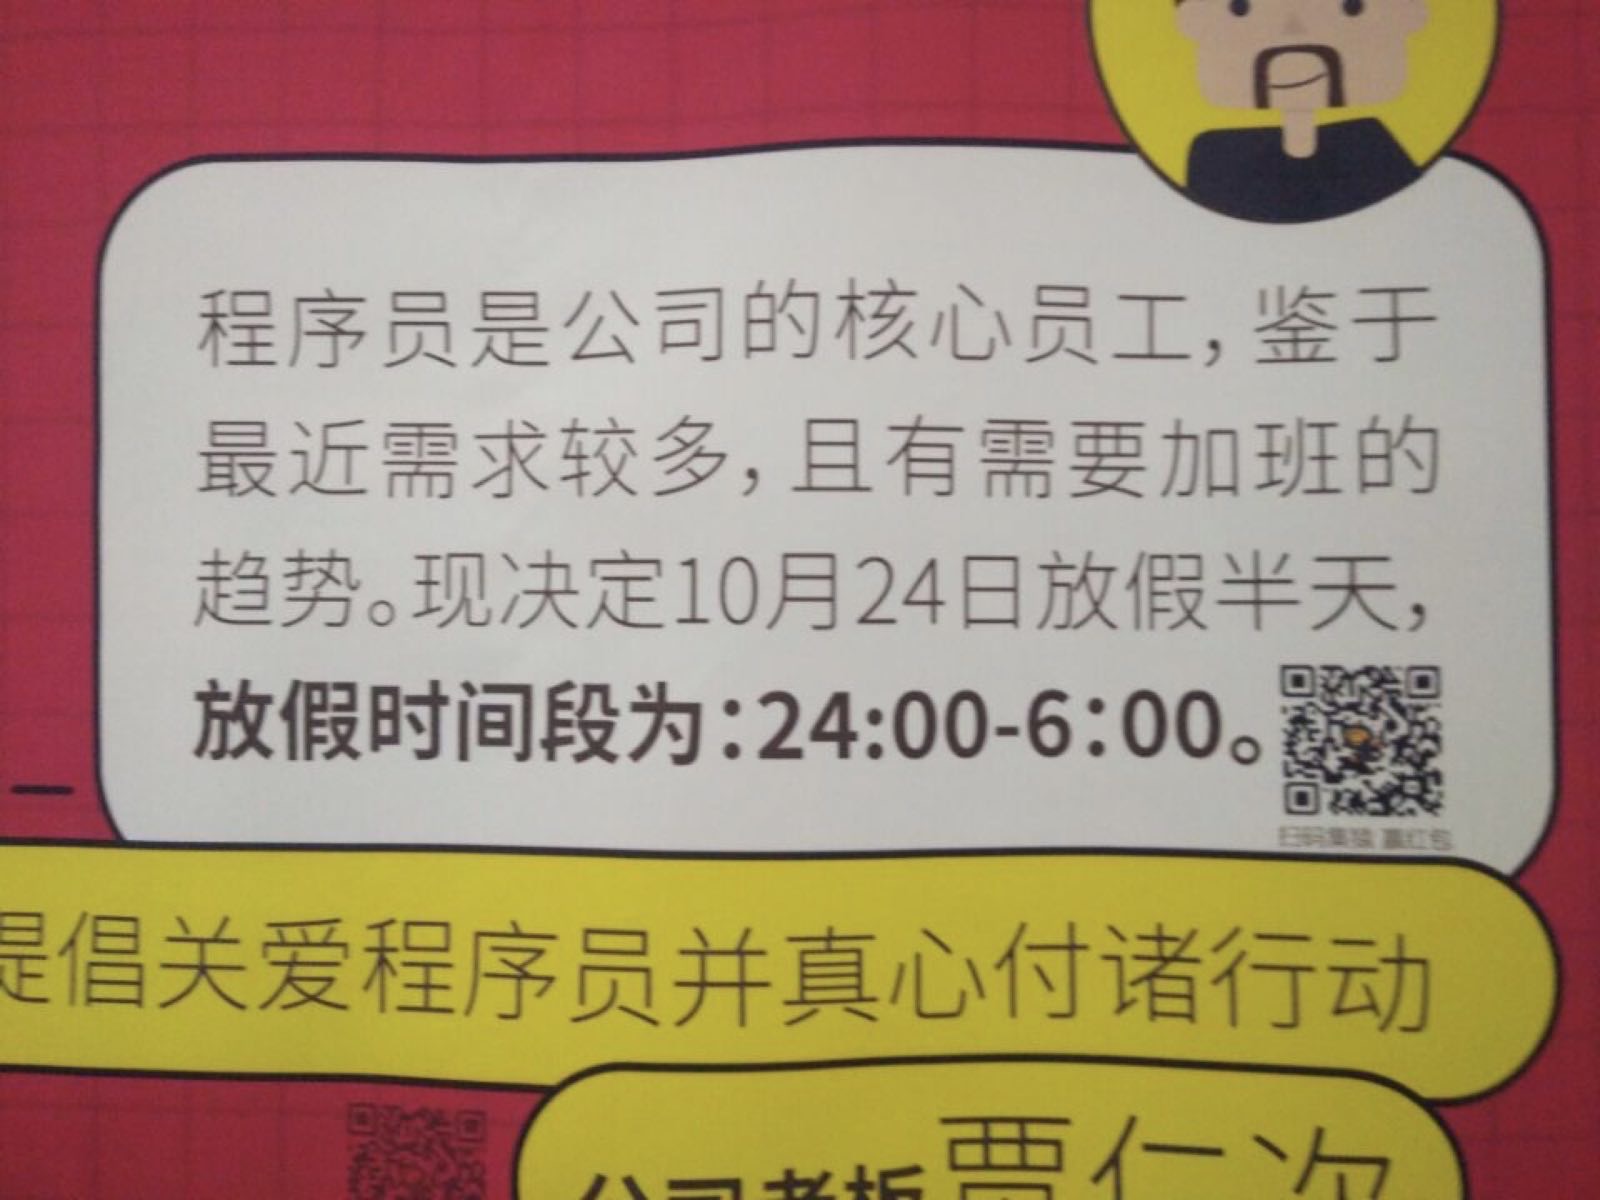 程序员是公司的核心员工，鉴于
最近需求较多，且有需要加班的
趋势。现决定10月24日放假半天，
放假时间段为：24:00-6：00。
扫码集猿 赢红包
提倡关爱程序员并真心付诸行动
公司老板 贾仁次